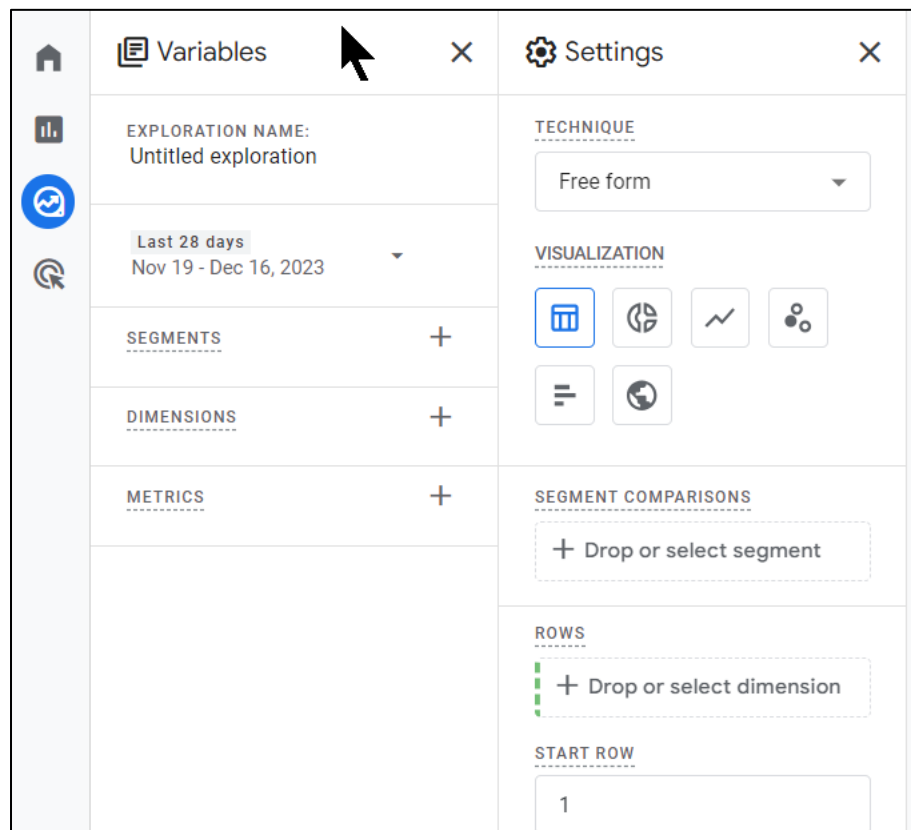 Variables
EXPLORATION NAME:
Untitled exploration
Last 28 days
Nov 19 - Dec 16, 2023
SEGMENTS
DIMENSIONS
METRICS
Settings
TECHNIQUE
Free form
VISUALIZATION
SEGMENT COMPARISONS
Drop or select segment
ROWS
Drop or select dimension
START ROW
1